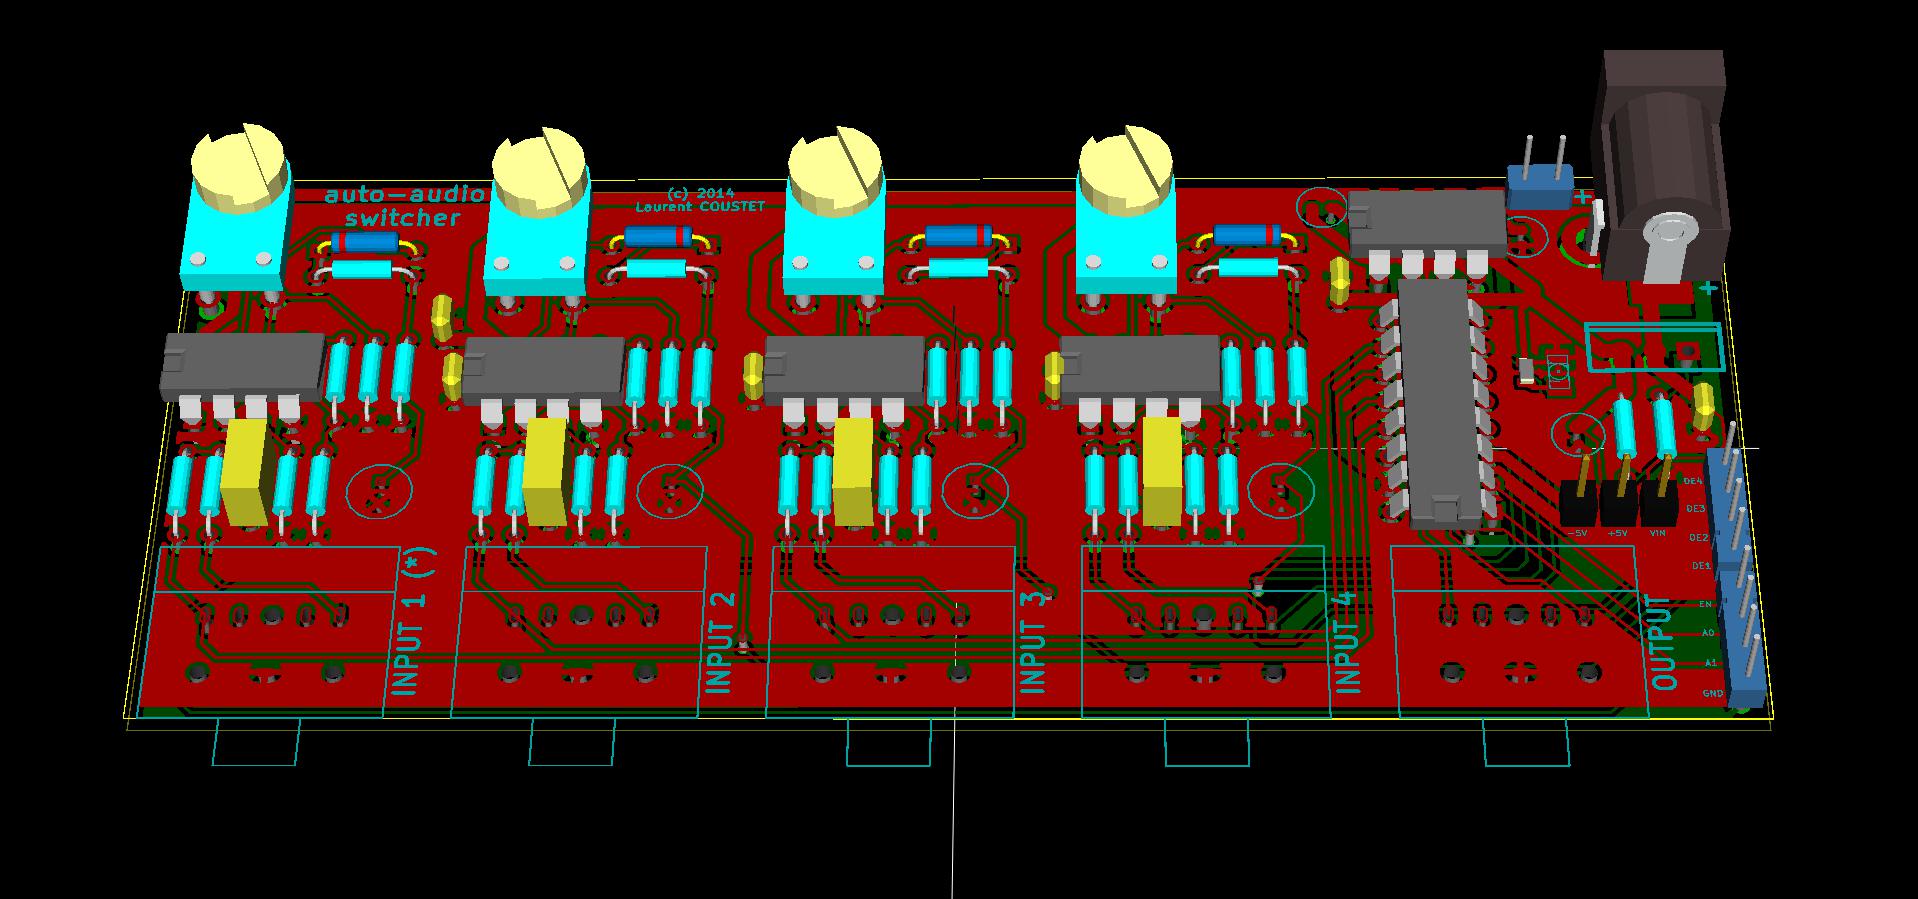 auto-audio
switcher
(c) 2014
Laurent COUSTET
+
+
DE4
DE3
DE2
DE1
EN
A0
A1
GND
-5V +5V VIN
INPUT 1 (*)
INPUT 2
INPUT 3
INPUT 4
OUTPUT